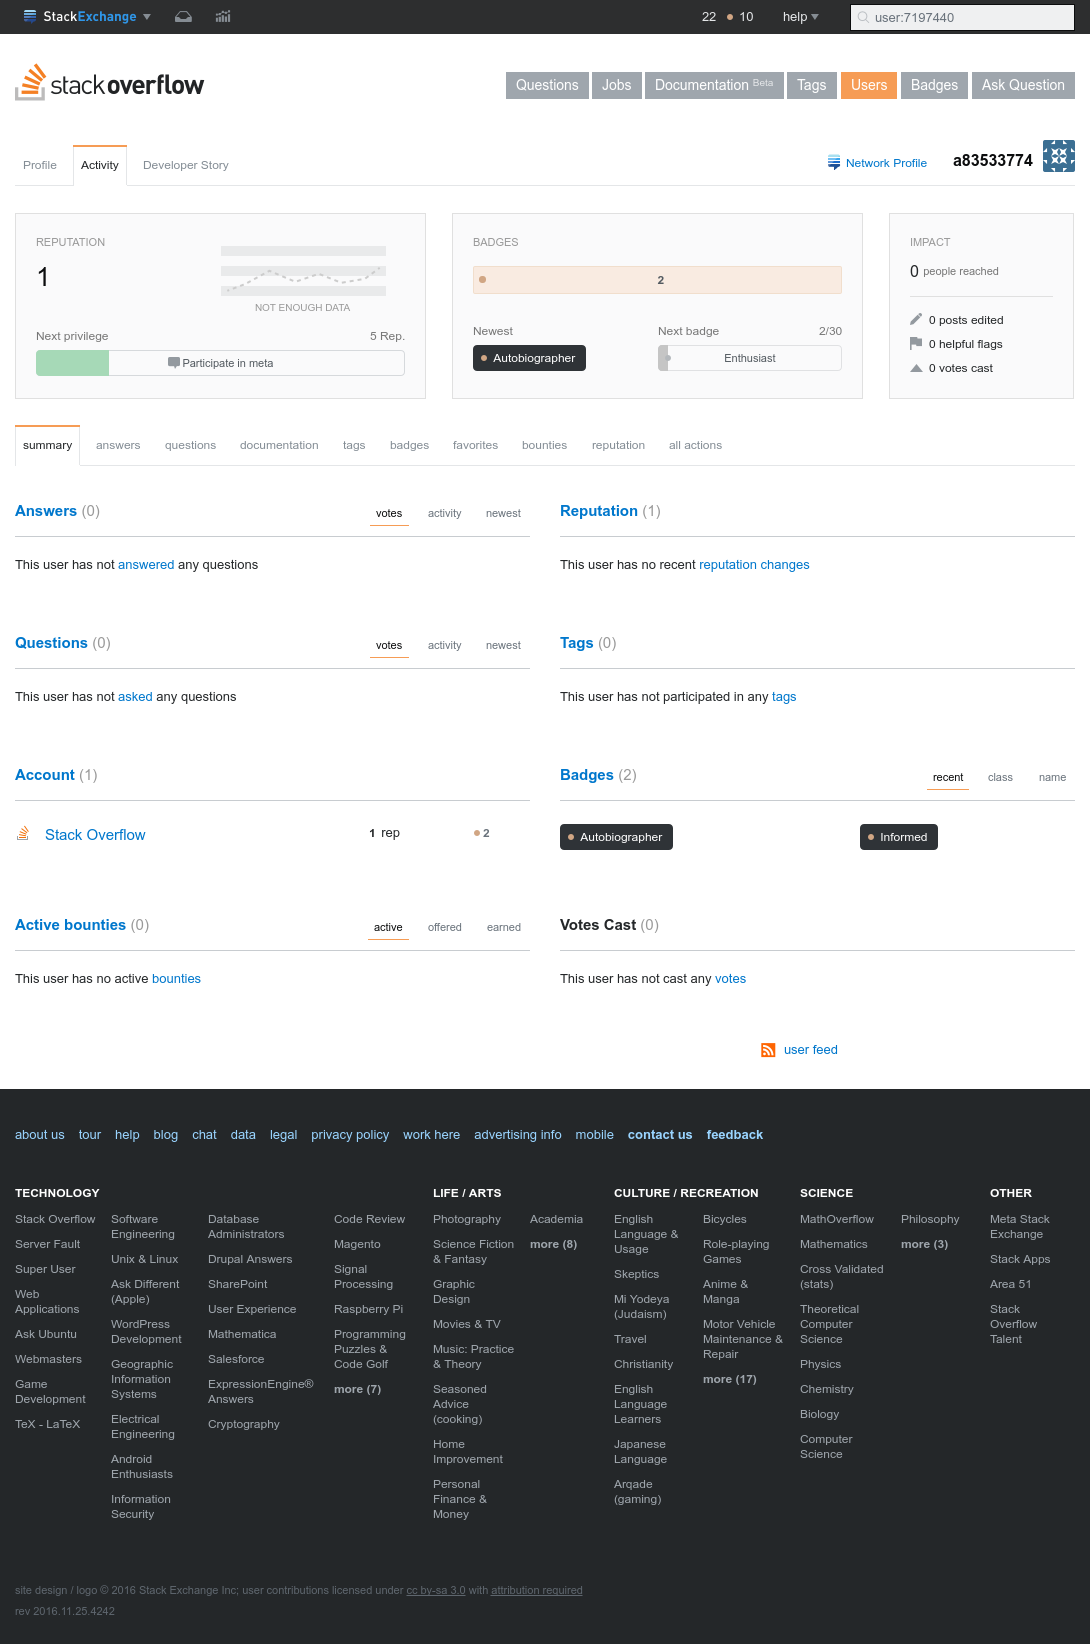 StackExchange 22 10 help user:7197440
stackoverflow Questions Jobs Documentation Beta Tags Users Badges Ask Question
Profile Activity Developer Story Network Profile a83533774
REPUTATION
1
NOT ENOUGH DATA
Next privilege 5 Rep.
Participate in meta
BADGES
2
Newest Next badge 2/30
Autobiographer Enthusiast
IMPACT
0 people reached
0 posts edited
0 helpful flags
0 votes cast
summary answers questions documentation tags badges favorites bounties reputation all actions
Answers (0) votes activity newest
This user has not answered any questions
Reputation (1)
This user has no recent reputation changes
Questions (0) votes activity newest
This user has not asked any questions
Tags (0)
This user has not participated in any tags
Account (1)
Stack Overflow 1 rep 2
Badges (2) recent class name
Autobiographer Informed
Active bounties (0) active offered earned
This user has no active bounties
Votes Cast (0)
This user has not cast any votes
user feed
about us tour help blog chat data legal privacy policy work here advertising info mobile contact us feedback
TECHNOLOGY
Stack Overflow
Server Fault
Super User
Web
Applications
Ask Ubuntu
Webmasters
Game
Development
TeX - LaTeX
Software
Engineering
Unix & Linux
Ask Different
(Apple)
WordPress
Development
Geographic
Information
Systems
Electrical
Engineering
Android
Enthusiasts
Information
Security
Database
Administrators
Drupal Answers
SharePoint
User Experience
Mathematica
Salesforce
ExpressionEngine®
Answers
Cryptography
Code Review
Magento
Signal
Processing
Raspberry Pi
Programming
Puzzles &
Code Golf
more (7)
LIFE / ARTS
Photography
Science Fiction
& Fantasy
Graphic
Design
Movies & TV
Music: Practice
& Theory
Seasoned
Advice
(cooking)
Home
Improvement
Personal
Finance &
Money
Academia
more (8)
CULTURE / RECREATION
English
Language &
Usage
Skeptics
Mi Yodeya
(Judaism)
Travel
Christianity
English
Language
Learners
Japanese
Language
Arqade
(gaming)
Bicycles
Role-playing
Games
Anime &
Manga
Motor Vehicle
Maintenance &
Repair
more (17)
SCIENCE
MathOverflow
Mathematics
Cross Validated
(stats)
Theoretical
Computer
Science
Physics
Chemistry
Biology
Computer
Science
Philosophy
more (3)
OTHER
Meta Stack
Exchange
Stack Apps
Area 51
Stack
Overflow
Talent
site design / logo © 2016 Stack Exchange Inc; user contributions licensed under cc by-sa 3.0 with attribution required
rev 2016.11.25.4242